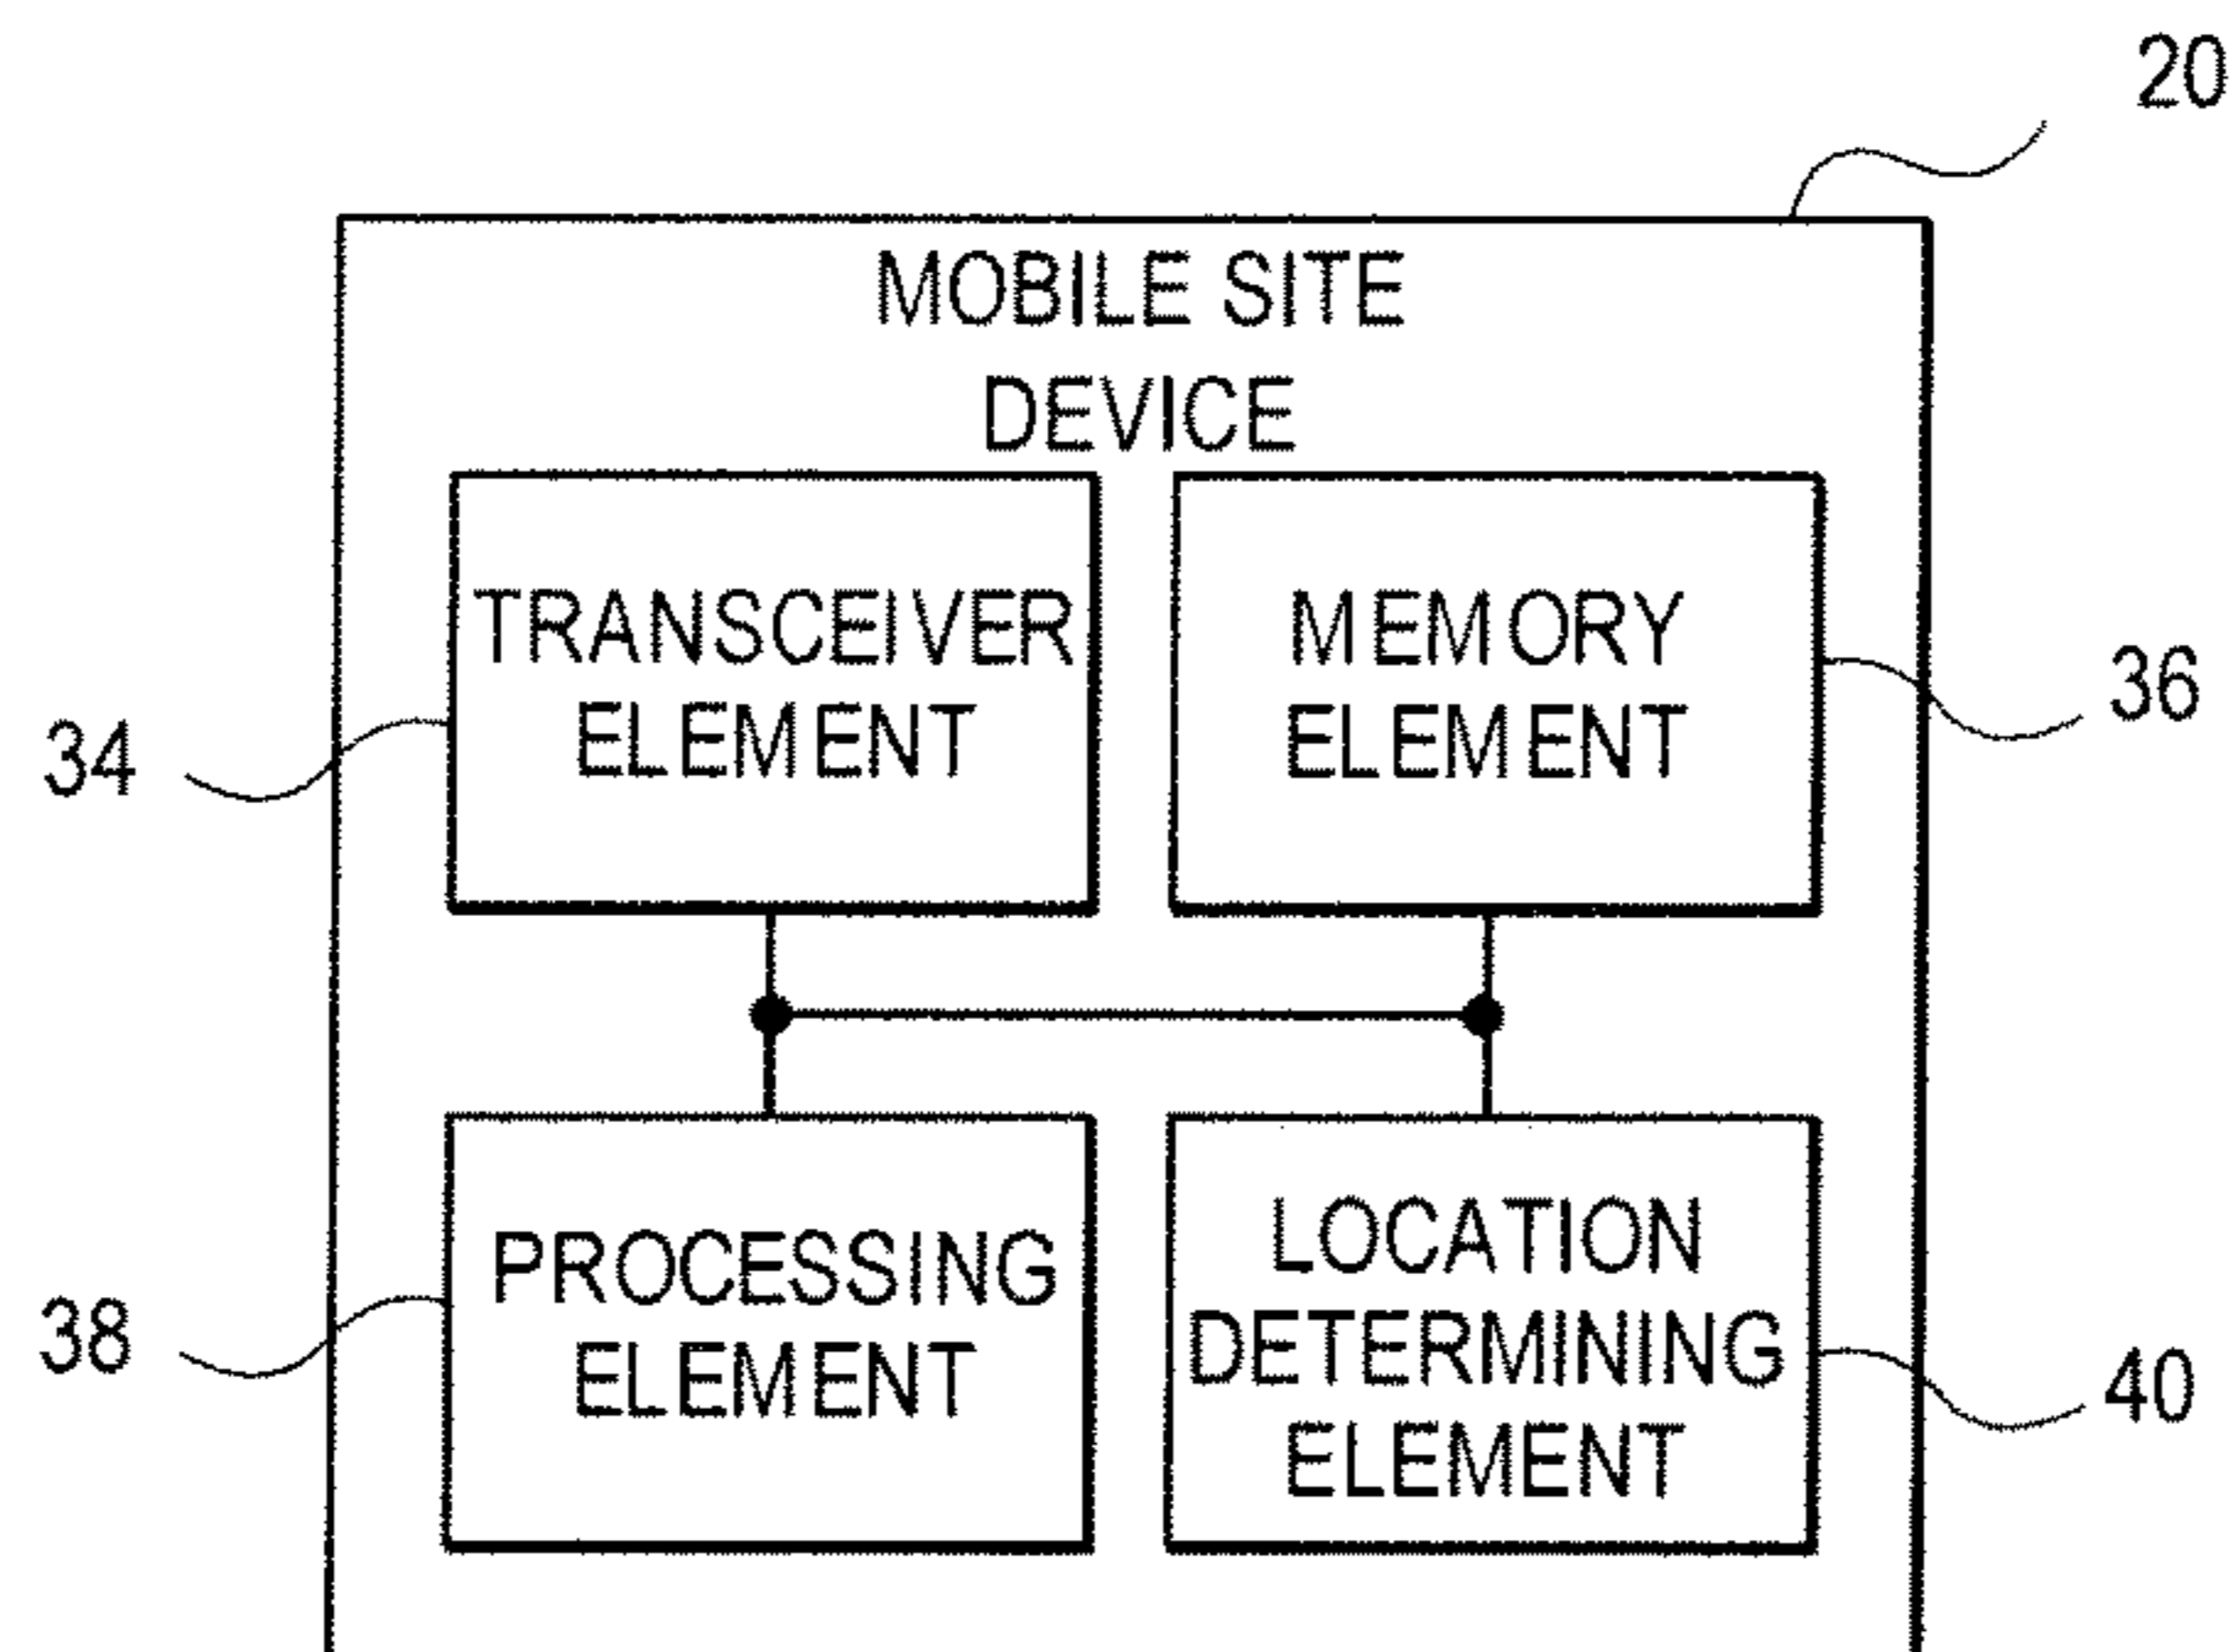 20
MOBILE SITE
DEVICE
TRANSCEIVER
ELEMENT
34
MEMORY
ELEMENT
36
PROCESSING
ELEMENT
38
LOCATION
DETERMINING
ELEMENT
40